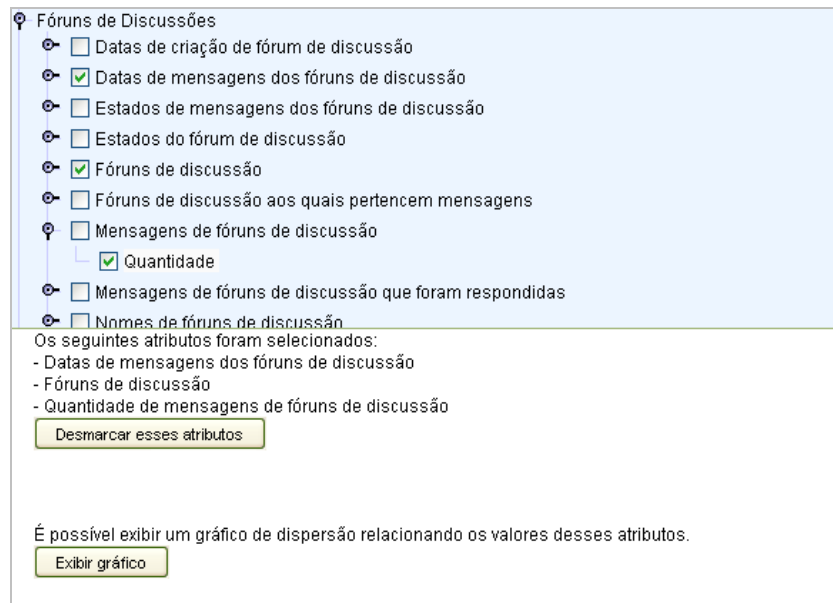 Fóruns de Discussões
Datas de criação de fórum de discussão
Datas de mensagens dos fóruns de discussão
Estados de mensagens dos fóruns de discussão
Estados do fórum de discussão
Fóruns de discussão
Fóruns de discussão aos quais pertencem mensagens
Mensagens de fóruns de discussão
Quantidade
Mensagens de fóruns de discussão que foram respondidas
Nomes de fóruns de discussão
Os seguintes atributos foram selecionados:
- Datas de mensagens dos fóruns de discussão
- Fóruns de discussão
- Quantidade de mensagens de fóruns de discussão
Desmarcar esses atributos
É possível exibir um gráfico de dispersão relacionando os valores desses atributos.
Exibir gráfico